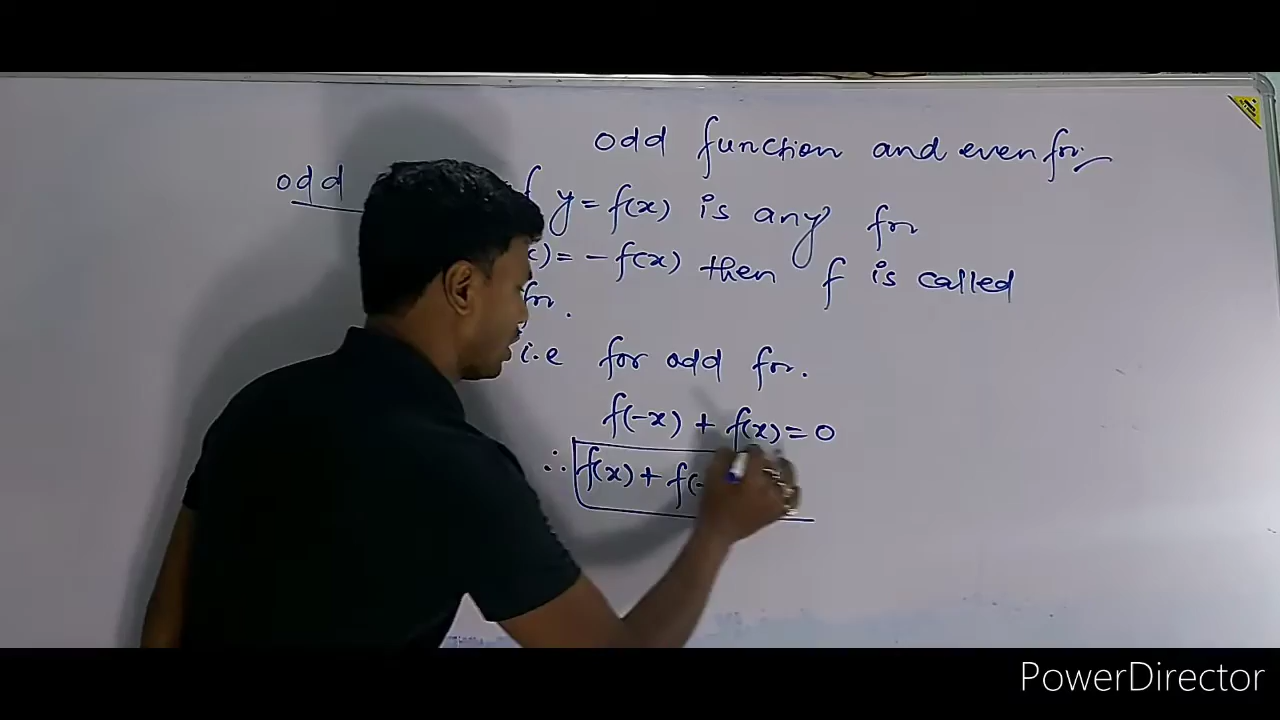 odd function and even fn.
odd
y = f(x) is any fn
) = - f(x) then f is called
fn.
i.e for odd fn.
f(-x) + f(x) = 0
∴ f(x) + f(-
PowerDirector